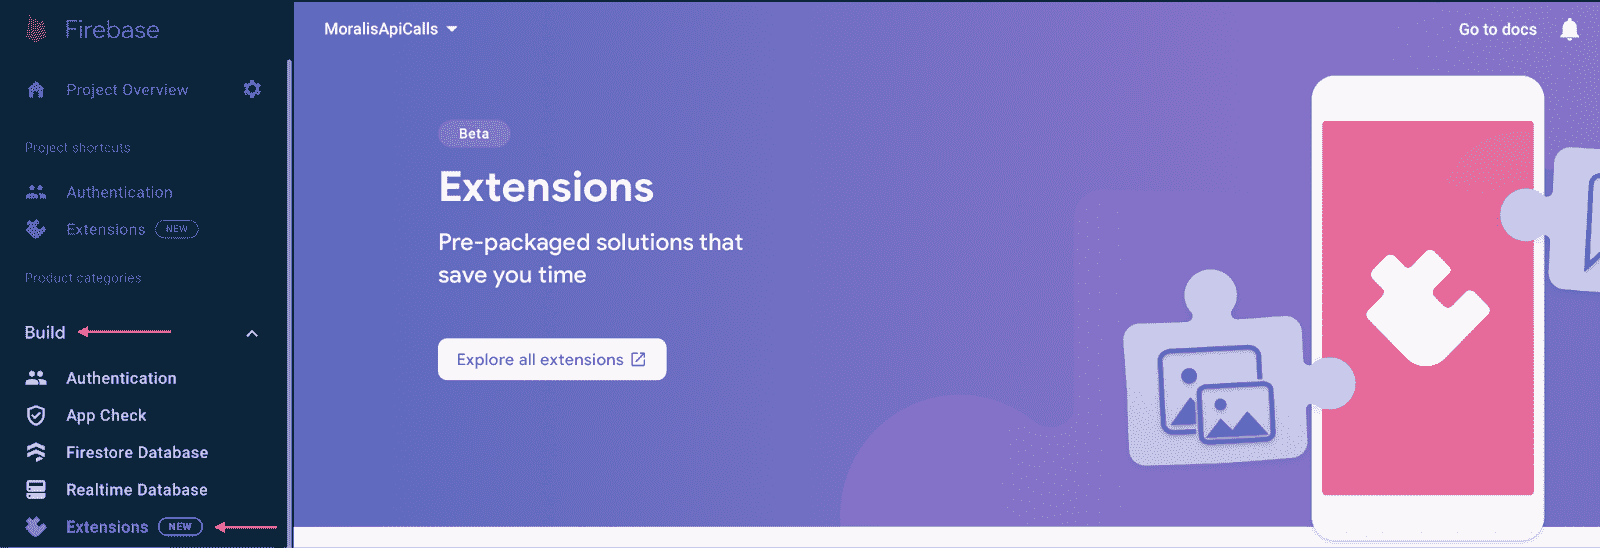 Firebase
Project Overview
Project shortcuts
Authentication
Extensions NEW
Product categories
Build
Authentication
App Check
Firestore Database
Realtime Database
Extensions NEW
MoralisApiCalls
Go to docs
Beta
Extensions
Pre-packaged solutions that
save you time
Explore all extensions